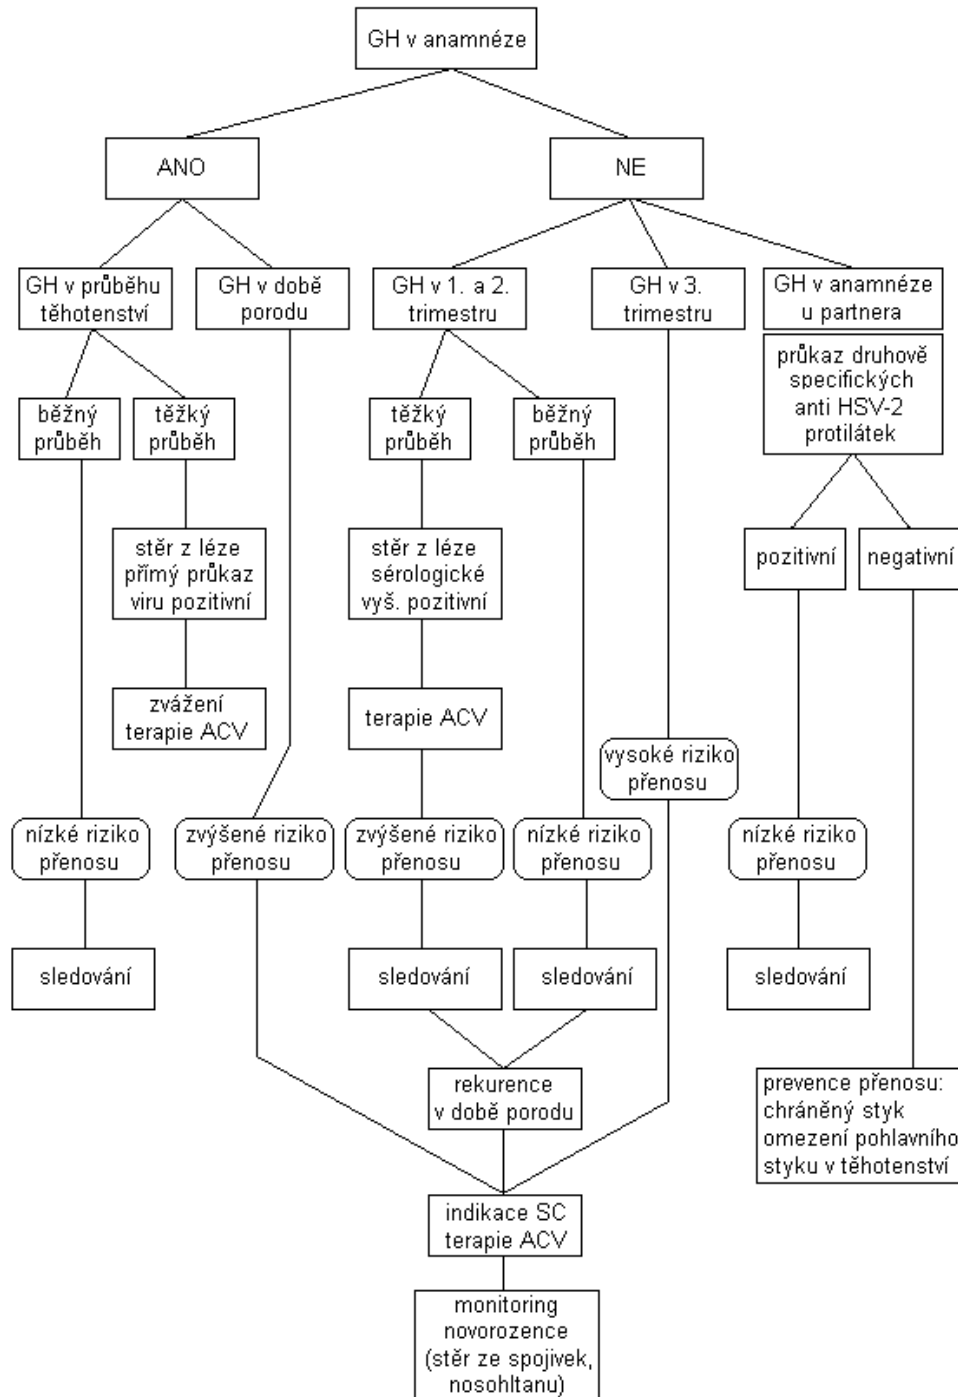 GH v anamnéze
ANO
NE
GH v průběhu
těhotenství
GH v době
porodu
GH v 1. a 2.
trimestru
GH v 3.
trimestru
GH v anamnéze
u partnera
průkaz druhově
specifických
anti HSV-2
protilátek
běžný
průběh
těžký
průběh
těžký
průběh
běžný
průběh
stěr z léze
přímý průkaz
viru pozitivní
stěr z léze
sérologické
vyš. pozitivní
pozitivní
negativní
zvážení
terapie ACV
terapie ACV
vysoké riziko
přenosu
nízké riziko
přenosu
zvýšené riziko
přenosu
zvýšené riziko
přenosu
nízké riziko
přenosu
nízké riziko
přenosu
sledování
sledování
sledování
sledování
rekurence
v době porodu
prevence přenosu:
chráněný styk
omezení pohlavního
styku v těhotenství
indikace SC
terapie ACV
monitoring
novorozence
(stěr ze spojivek,
nosohltanu)